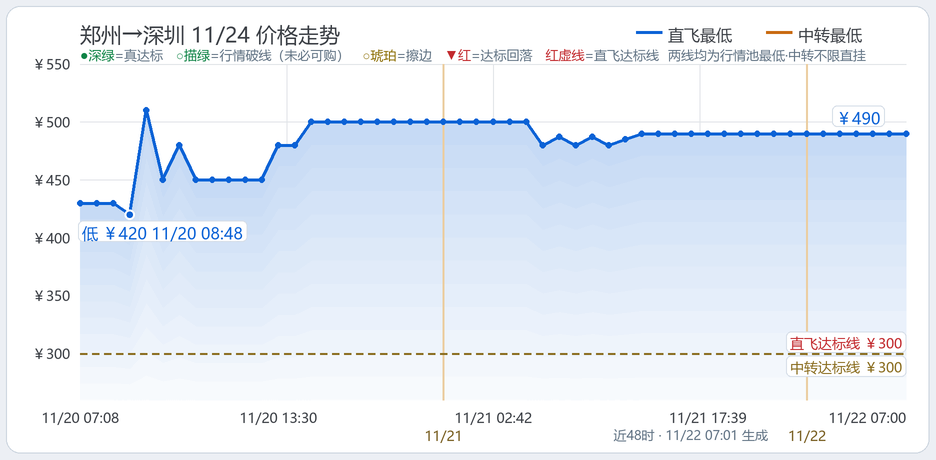 郑州→深圳 11/24 价格走势
直飞最低 中转最低
●深绿=真达标 ○描绿=行情破线（未必可购） ○琥珀=擦边 ▼红=达标回落 红虚线=直飞达标线 两线均为行情池最低·中转不限直挂
¥550
¥500
¥490
¥450
低 ¥420 11/20 08:48
¥400
¥350
直飞达标线 ¥300
¥300
中转达标线 ¥300
11/20 07:08 11/20 13:30 11/21 02:42 11/21 17:39 11/22 07:00
11/21 近48时 · 11/22 07:01 生成 11/22